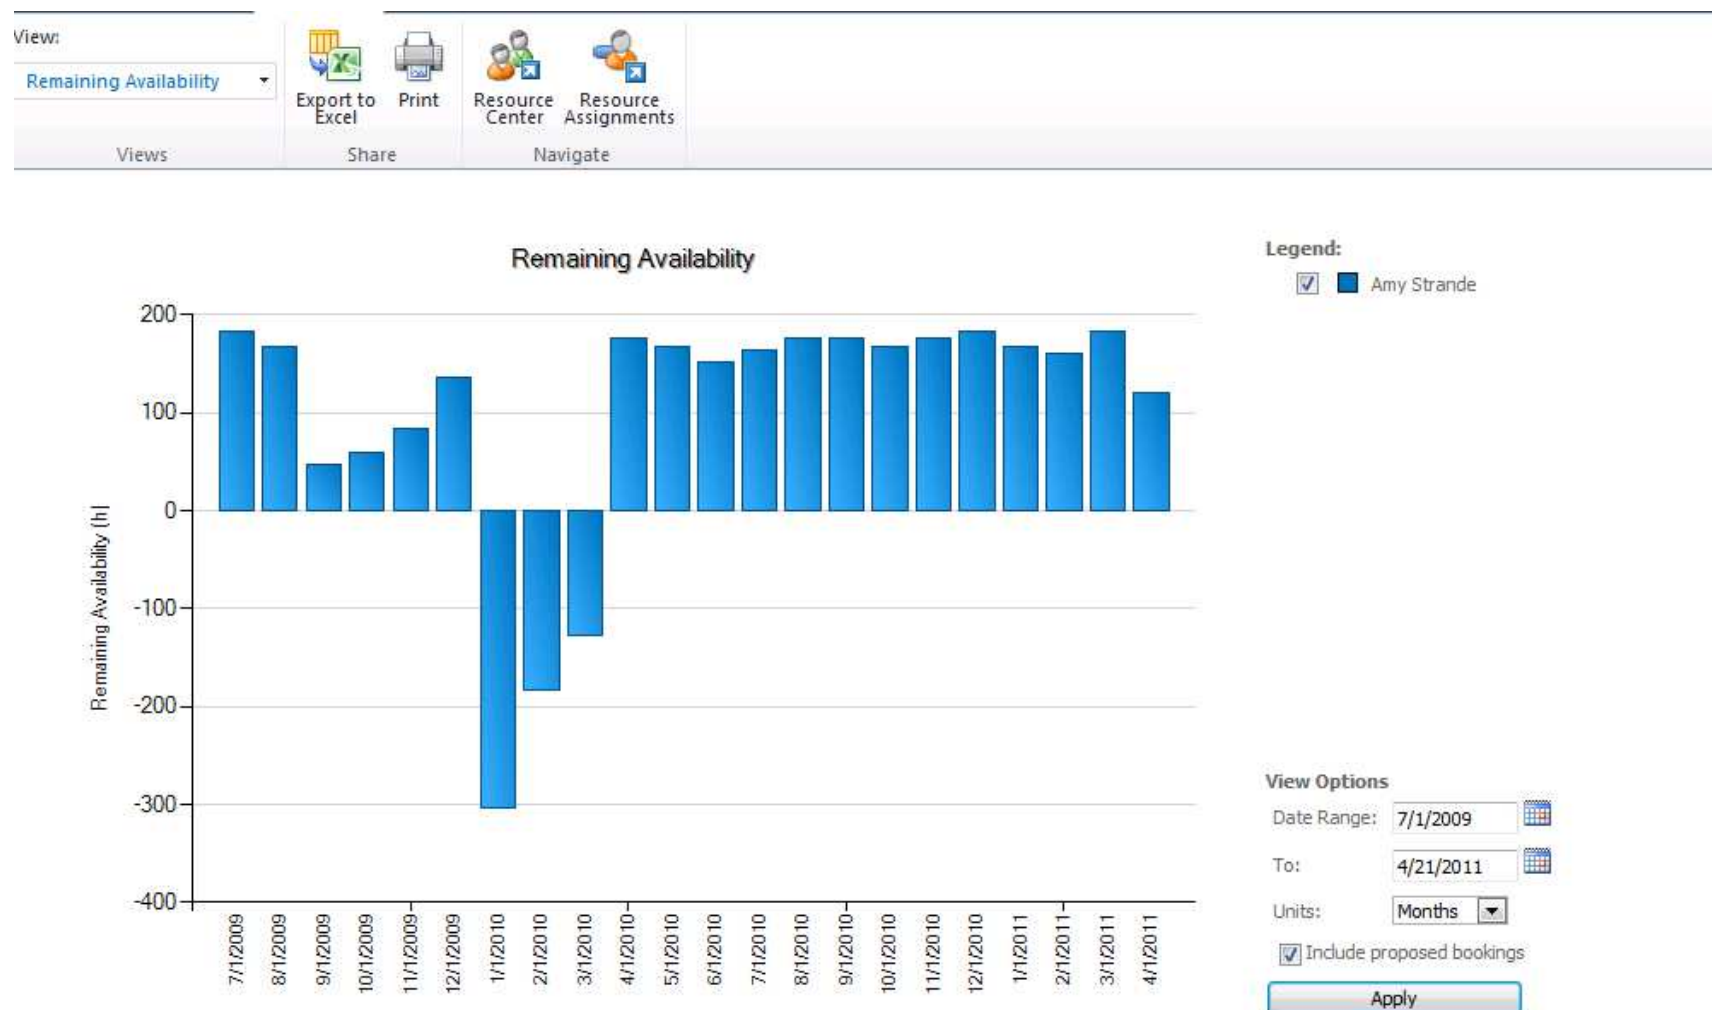 View:
Remaining Availability
Export to
Excel
Print
Resource
Center
Resource
Assignments
Views
Share
Navigate
Remaining Availability
Legend:
Amy Strande
200
100
0
-100
-200
-300
-400
Remaining Availability (h)
7/1/2009
8/1/2009
9/1/2009
10/1/2009
11/1/2009
12/1/2009
1/1/2010
2/1/2010
3/1/2010
4/1/2010
5/1/2010
6/1/2010
7/1/2010
8/1/2010
9/1/2010
10/1/2010
11/1/2010
12/1/2010
1/1/2011
2/1/2011
3/1/2011
4/1/2011
View Options
Date Range: 7/1/2009
To: 4/21/2011
Units: Months
Include proposed bookings
Apply